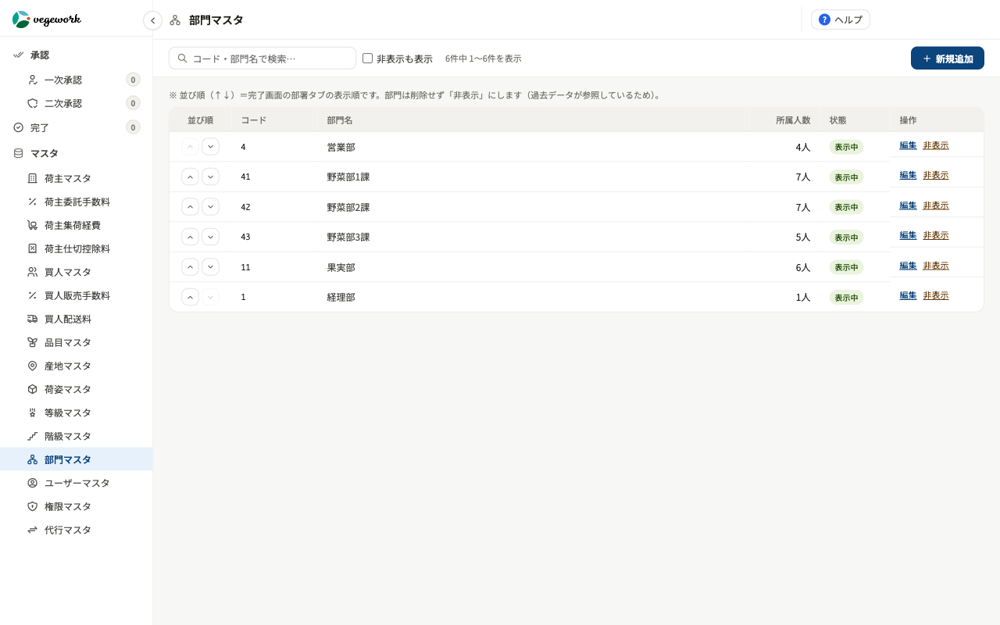 vegework
部門マスタ
? ヘルプ
承認
一次承認 0
二次承認 0
完了 0
マスタ
荷主マスタ
荷主委託手数料
荷主集荷経費
荷主仕切控除料
買人マスタ
買人販売手数料
買人配送料
品目マスタ
産地マスタ
荷姿マスタ
等級マスタ
階級マスタ
部門マスタ
ユーザーマスタ
権限マスタ
代行マスタ
コード・部門名で検索… 非表示も表示 6件中 1〜6件を表示 + 新規追加
※ 並び順（↑↓）＝完了画面の部署タブの表示順です。部門は削除せず「非表示」にします（過去データが参照しているため）。
並び順 コード 部門名 所属人数 状態 操作
4 営業部 4人 表示中 編集 非表示
41 野菜部1課 7人 表示中 編集 非表示
42 野菜部2課 7人 表示中 編集 非表示
43 野菜部3課 5人 表示中 編集 非表示
11 果実部 6人 表示中 編集 非表示
1 経理部 1人 表示中 編集 非表示